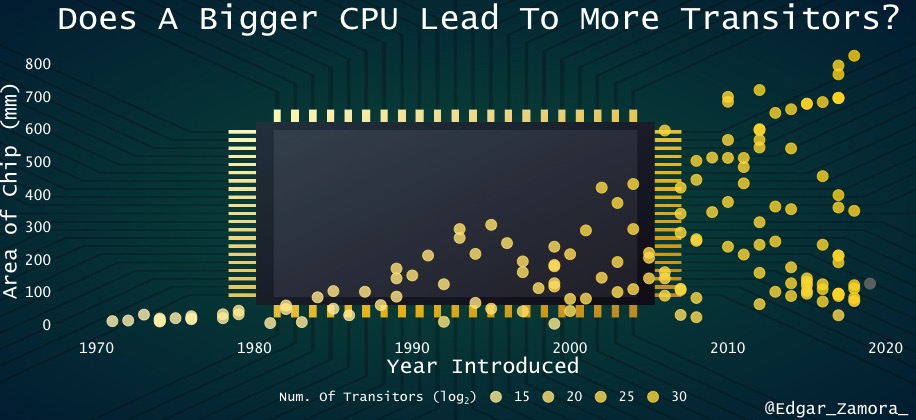 Does A Bigger CPU Lead To More Transitors?
Area of Chip (mm)
800
700
600
500
400
300
200
100
0
1970 1980 1990 2000 2010 2020
Year Introduced
Num. Of Transitors (log₂) 15 20 25 30
@Edgar_Zamora_